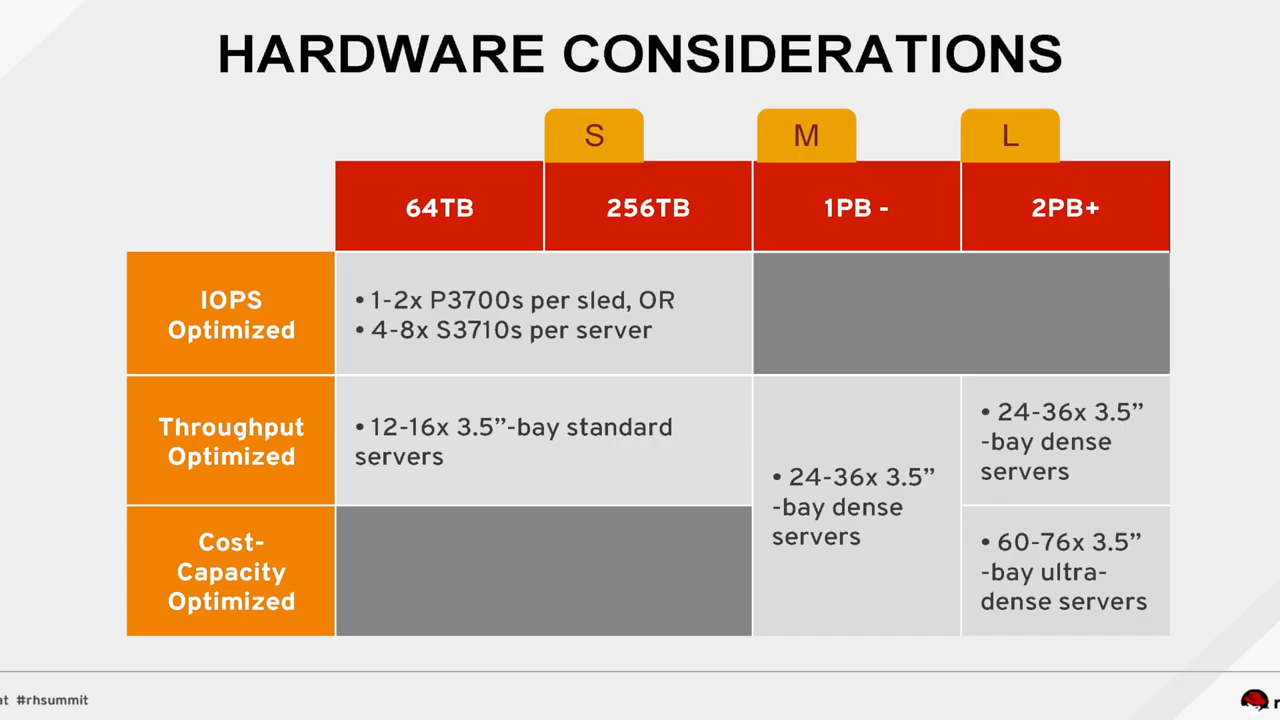 HARDWARE CONSIDERATIONS
S
M
L
64TB
256TB
1PB -
2PB+
IOPS
Optimized
• 1-2x P3700s per sled, OR
• 4-8x S3710s per server
Throughput
Optimized
• 12-16x 3.5”-bay standard
servers
• 24-36x 3.5”
-bay dense
servers
• 24-36x 3.5”
-bay dense
servers
Cost-
Capacity
Optimized
• 60-76x 3.5”
-bay ultra-
dense servers
#rhsummit